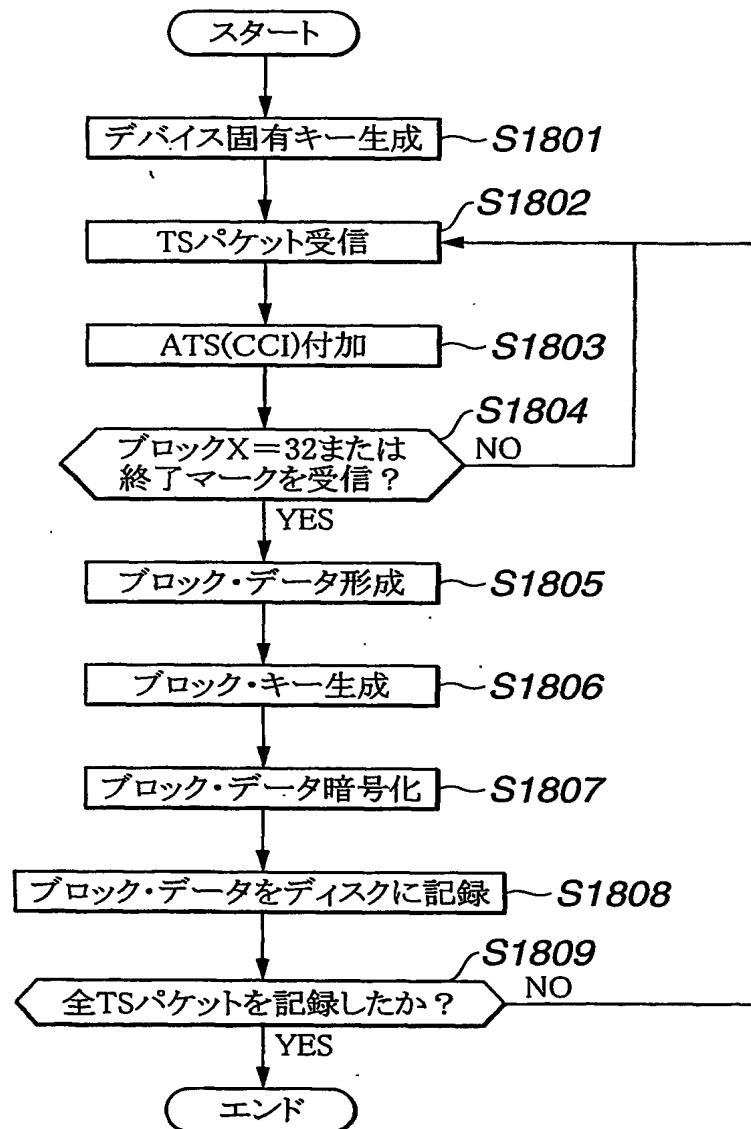 スタート
デバイス固有キー生成
S1801
S1802
TSパケット受信
ATS(CCI)付加
S1803
S1804
ブロックX=32または
終了マークを受信？
NO
YES
ブロック・データ形成
S1805
ブロック・キー生成
S1806
ブロック・データ暗号化
S1807
ブロック・データをディスクに記録
S1808
S1809
全TSパケットを記録したか？
NO
YES
エンド